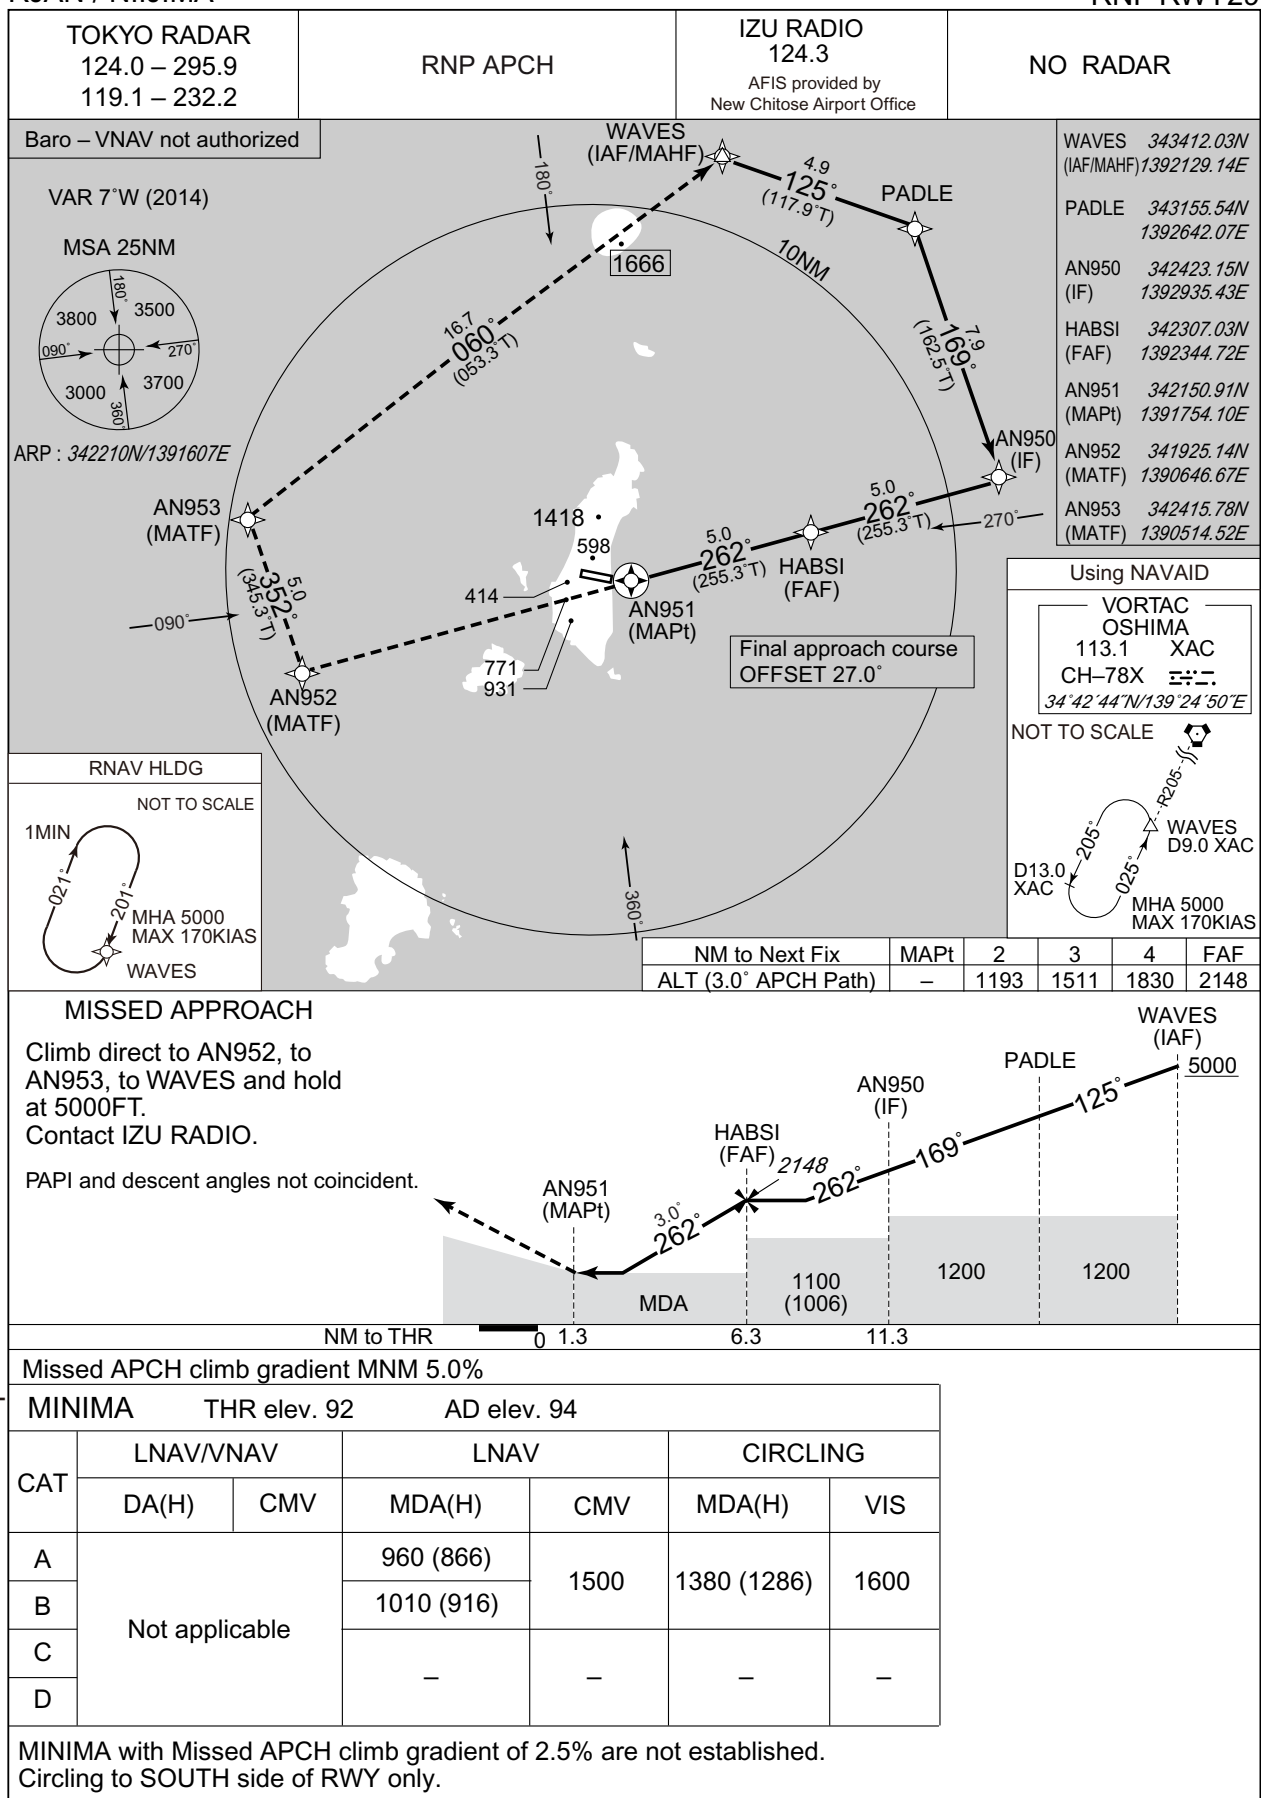 TOKYO RADAR
124.0 – 295.9
119.1 – 232.2
RNP APCH
IZU RADIO
124.3
AFIS provided by
New Chitose Airport Office
NO RADAR
Baro – VNAV not authorized
VAR 7˚W (2014)
MSA 25NM
180˚
3800
3500
090˚
270˚
3000
3700
360˚
ARP : 342210N/1391607E
180˚
WAVES
(IAF/MAHF)
4.9
125˚
(117.9˚T)
PADLE
10NM
1666
16.7
060˚
(053.3˚T)
7.9
169˚
(162.5˚T)
AN950
(IF)
5.0
262˚
(255.3˚T)
270˚
AN953
(MATF)
1418
598
5.0
262˚
(255.3˚T)
HABSI
(FAF)
414
AN951
(MAPt)
5.0
352˚
(345.3˚T)
090˚
771
931
Final approach course
OFFSET 27.0˚
AN952
(MATF)
360˚
WAVES 343412.03N
(IAF/MAHF) 1392129.14E
PADLE 343155.54N
1392642.07E
AN950 342423.15N
(IF) 1392935.43E
HABSI 342307.03N
(FAF) 1392344.72E
AN951 342150.91N
(MAPt) 1391754.10E
AN952 341925.14N
(MATF) 1390646.67E
AN953 342415.78N
(MATF) 1390514.52E
Using NAVAID
VORTAC
OSHIMA
113.1 XAC
CH–78X
34˚42´44˝N/139˚24´50˝E
NOT TO SCALE
R205
205˚
025˚
WAVES
D9.0 XAC
D13.0
XAC
MHA 5000
MAX 170KIAS
RNAV HLDG
NOT TO SCALE
1MIN
021˚
201˚
MHA 5000
MAX 170KIAS
WAVES
NM to Next Fix MAPt 2 3 4 FAF
ALT (3.0˚ APCH Path) – 1193 1511 1830 2148
MISSED APPROACH
Climb direct to AN952, to
AN953, to WAVES and hold
at 5000FT.
Contact IZU RADIO.
PAPI and descent angles not coincident.
WAVES
(IAF)
5000
PADLE
125˚
AN950
(IF)
169˚
HABSI
(FAF)
2148
262˚
AN951
(MAPt)
3.0˚
262˚
MDA
1100
(1006)
1200
1200
NM to THR 0 1.3 6.3 11.3
Missed APCH climb gradient MNM 5.0%
MINIMA THR elev. 92 AD elev. 94
CAT LNAV/VNAV LNAV CIRCLING
DA(H) CMV MDA(H) CMV MDA(H) VIS
A Not applicable 960 (866) 1500 1380 (1286) 1600
B 1010 (916)
C – – – –
D
MINIMA with Missed APCH climb gradient of 2.5% are not established.
Circling to SOUTH side of RWY only.